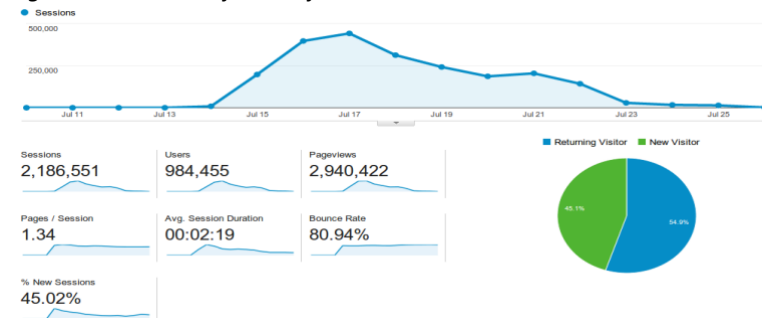 Sessions
500,000
250,000
Jul 11 Jul 13 Jul 15 Jul 17 Jul 19 Jul 21 Jul 23 Jul 25
Returning Visitor New Visitor
Sessions Users Pageviews
2,186,551 984,455 2,940,422
45.1% 54.9%
Pages / Session Avg. Session Duration Bounce Rate
1.34 00:02:19 80.94%
% New Sessions
45.02%